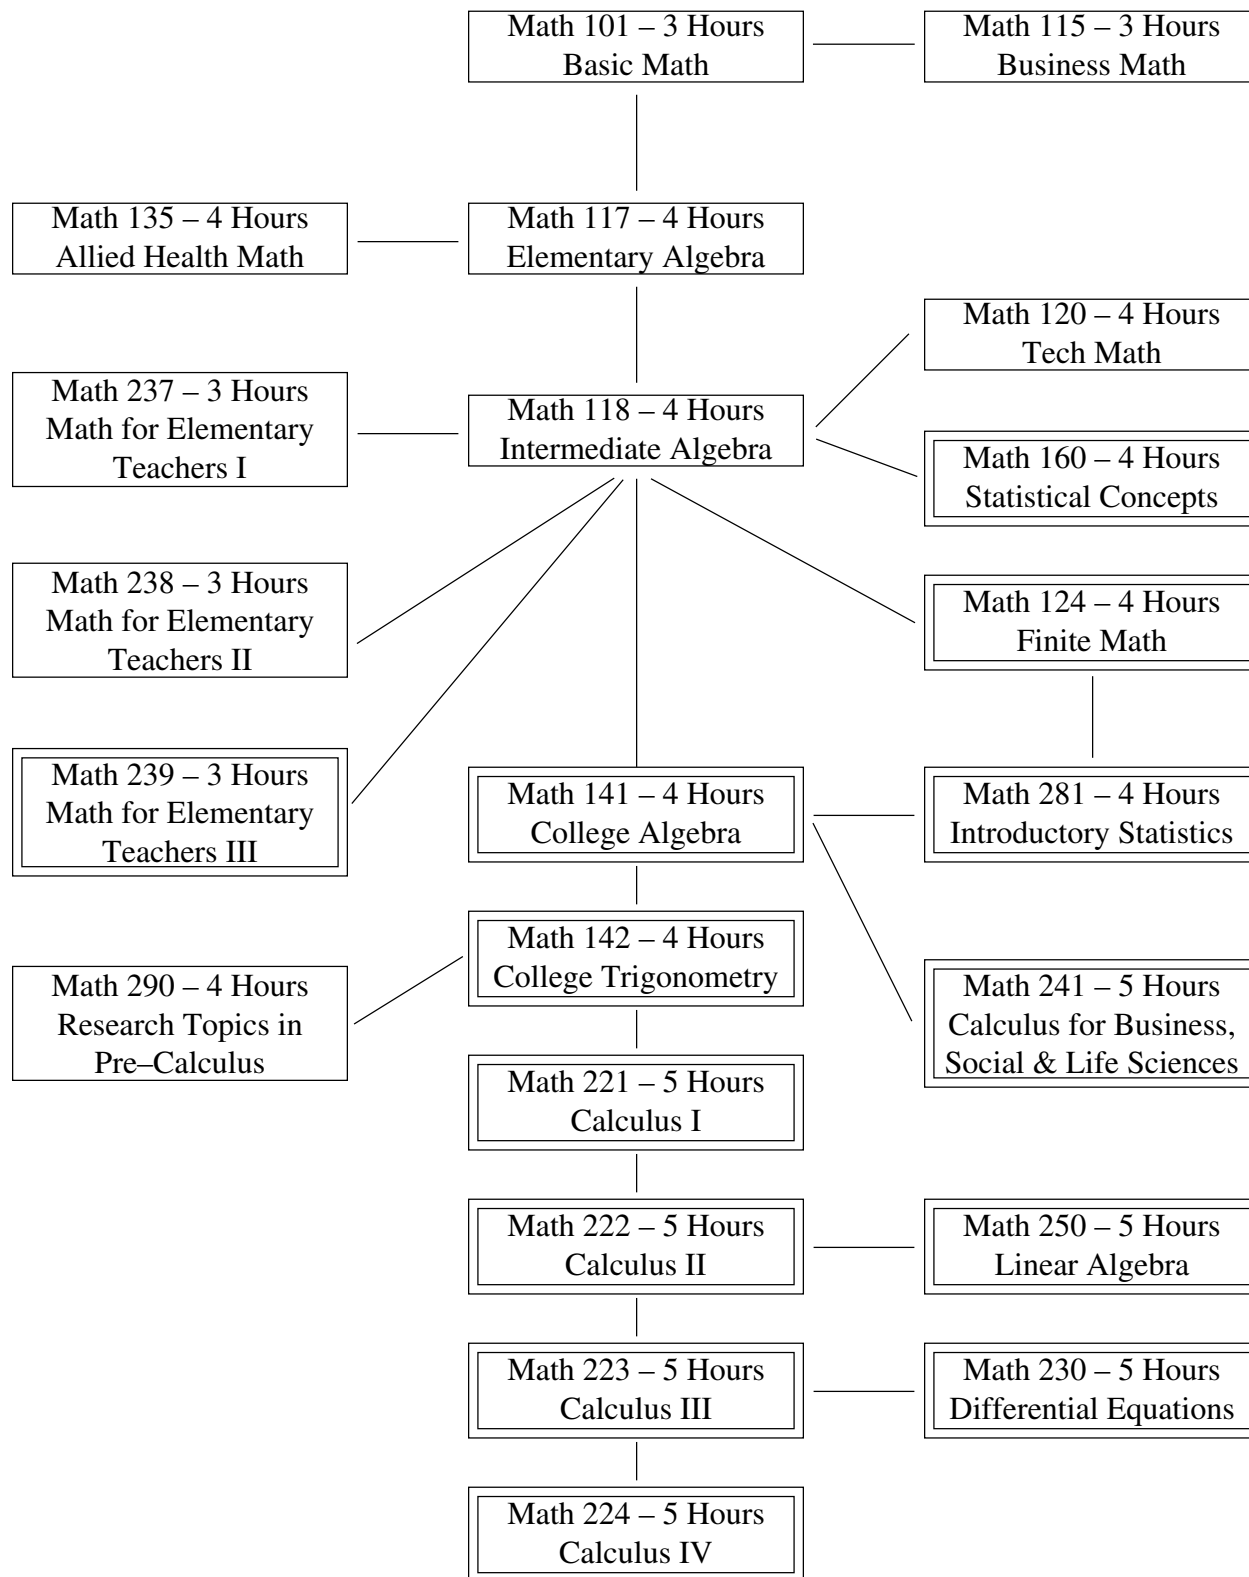 Math 101 – 3 Hours
Basic Math
Math 115 – 3 Hours
Business Math
Math 135 – 4 Hours
Allied Health Math
Math 117 – 4 Hours
Elementary Algebra
Math 120 – 4 Hours
Tech Math
Math 237 – 3 Hours
Math for Elementary
Teachers I
Math 118 – 4 Hours
Intermediate Algebra
Math 160 – 4 Hours
Statistical Concepts
Math 238 – 3 Hours
Math for Elementary
Teachers II
Math 124 – 4 Hours
Finite Math
Math 239 – 3 Hours
Math for Elementary
Teachers III
Math 141 – 4 Hours
College Algebra
Math 281 – 4 Hours
Introductory Statistics
Math 142 – 4 Hours
College Trigonometry
Math 290 – 4 Hours
Research Topics in
Pre–Calculus
Math 241 – 5 Hours
Calculus for Business,
Social & Life Sciences
Math 221 – 5 Hours
Calculus I
Math 222 – 5 Hours
Calculus II
Math 250 – 5 Hours
Linear Algebra
Math 223 – 5 Hours
Calculus III
Math 230 – 5 Hours
Differential Equations
Math 224 – 5 Hours
Calculus IV